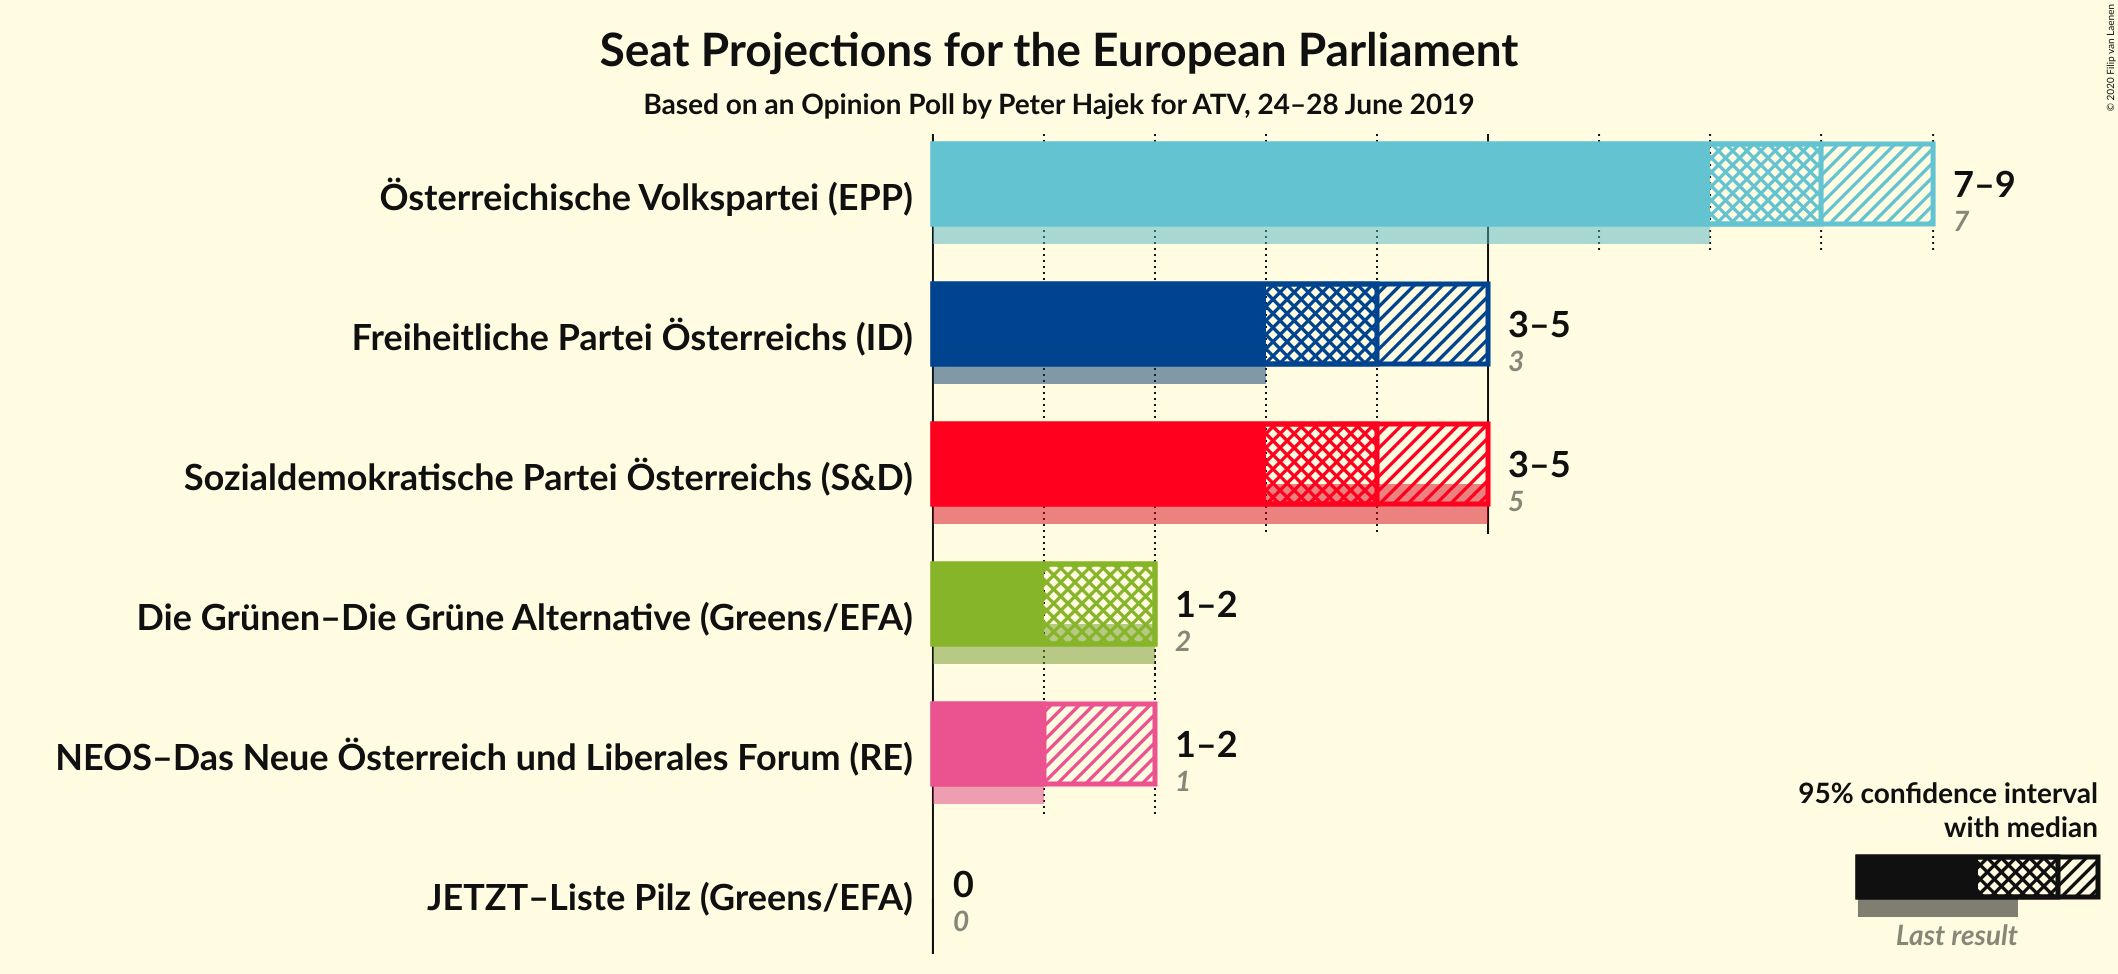 Seat Projections for the European Parliament
Based on an Opinion Poll by Peter Hajek for ATV, 24–28 June 2019
© 2020 Filip van Laenen
Österreichische Volkspartei (EPP)
7–9
7
Freiheitliche Partei Österreichs (ID)
3–5
3
Sozialdemokratische Partei Österreichs (S&D)
3–5
5
Die Grünen–Die Grüne Alternative (Greens/EFA)
1–2
2
NEOS–Das Neue Österreich und Liberales Forum (RE)
1–2
1
JETZT–Liste Pilz (Greens/EFA)
0
0
95% confidence interval
with median
Last result